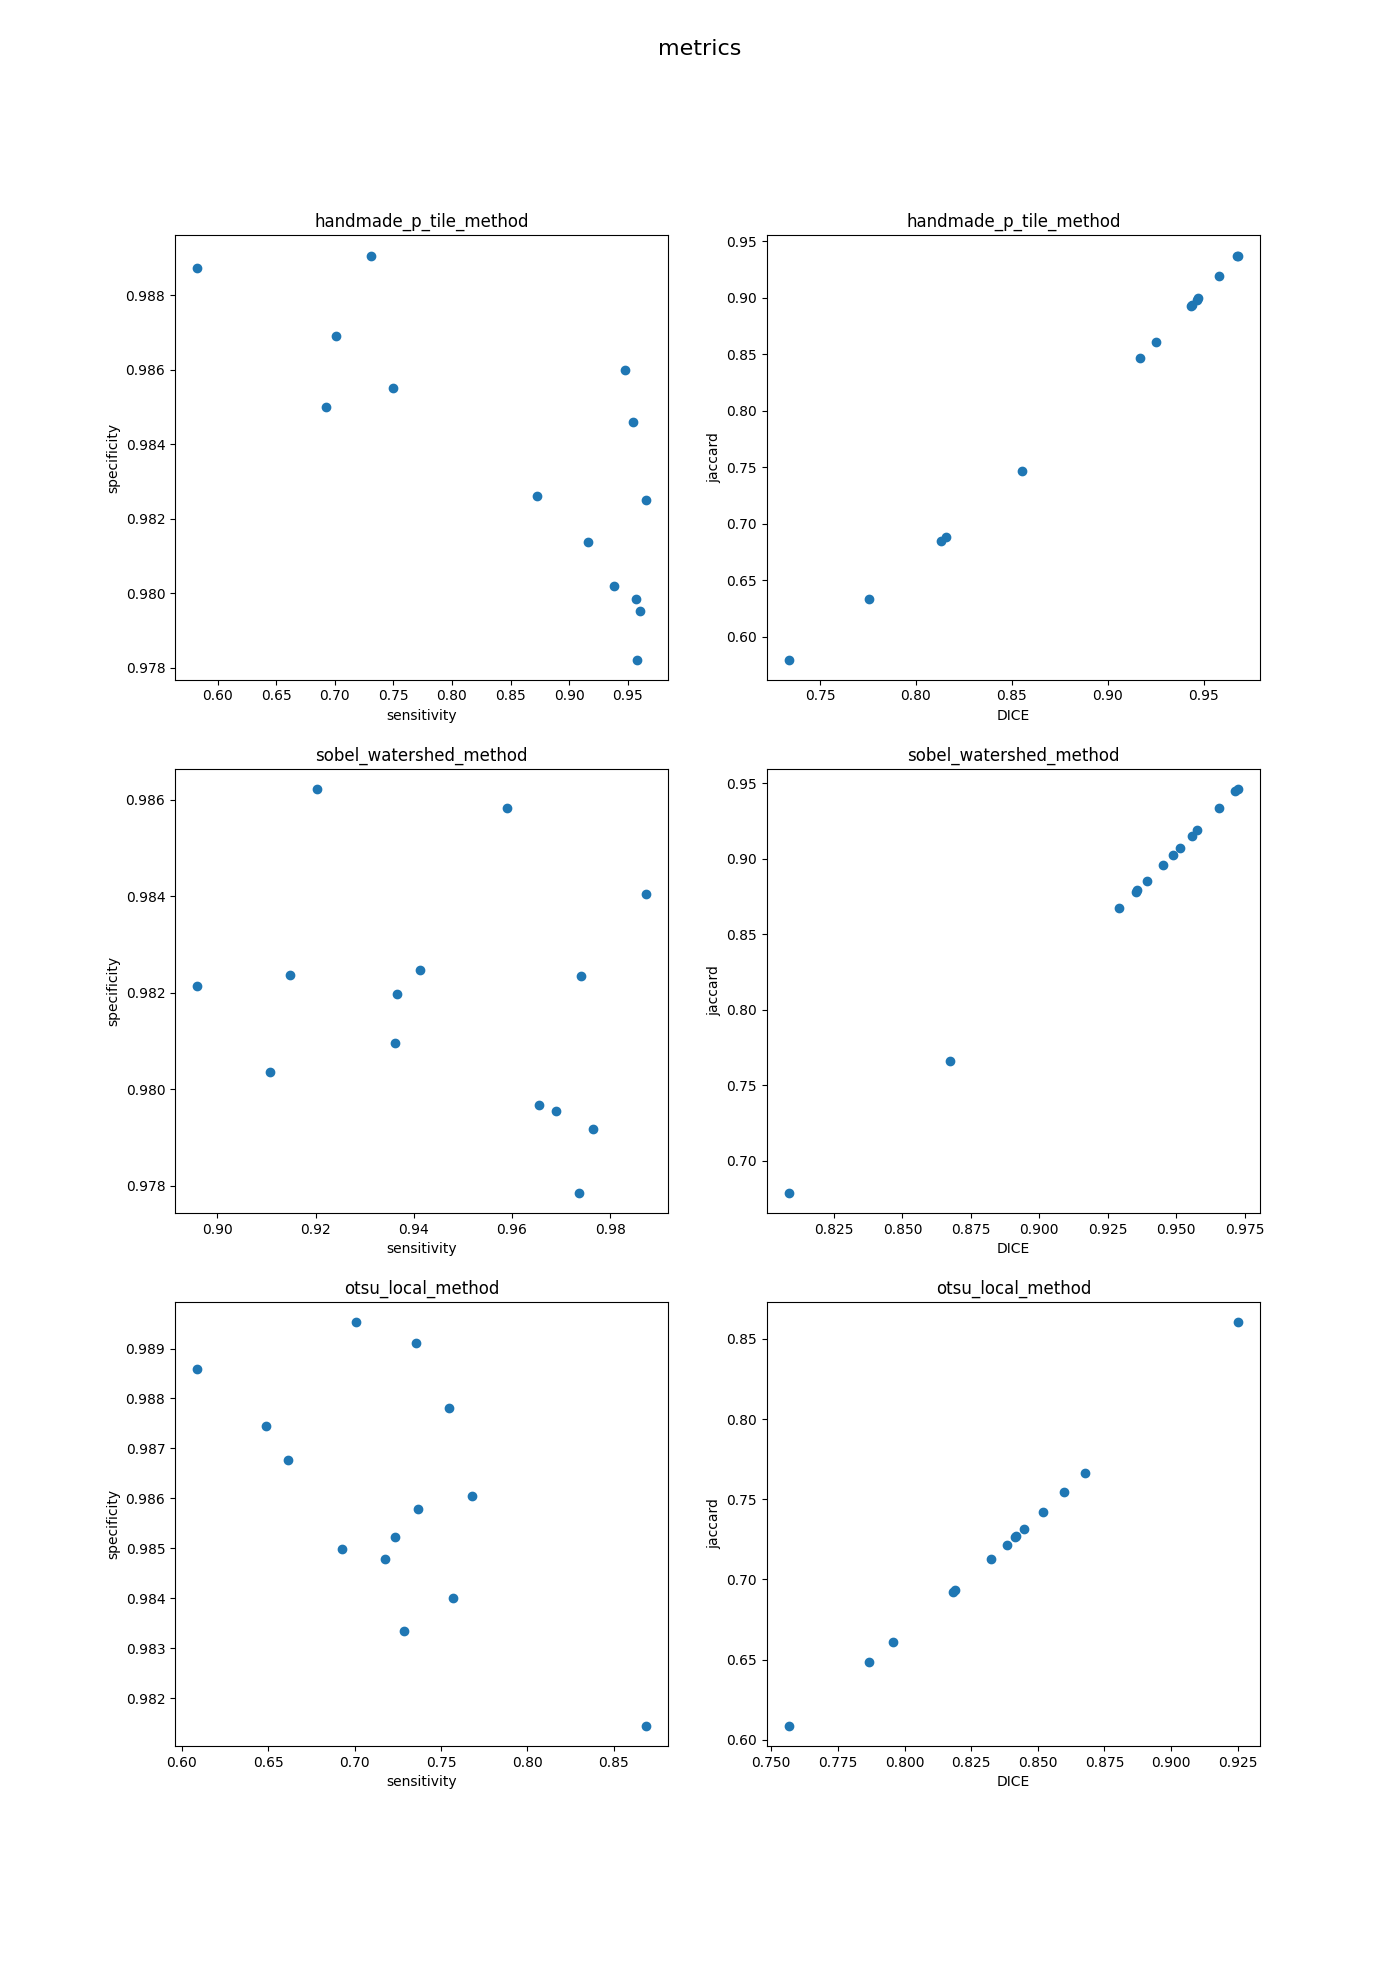 metrics
handmade_p_tile_method
0.988
0.986
0.984
0.982
0.980
0.978
specificity
0.60 0.65 0.70 0.75 0.80 0.85 0.90 0.95
sensitivity
handmade_p_tile_method
0.95
0.90
0.85
0.80
0.75
0.70
0.65
0.60
jaccard
0.75 0.80 0.85 0.90 0.95
DICE
sobel_watershed_method
0.986
0.984
0.982
0.980
0.978
specificity
0.90 0.92 0.94 0.96 0.98
sensitivity
sobel_watershed_method
0.95
0.90
0.85
0.80
0.75
0.70
jaccard
0.825 0.850 0.875 0.900 0.925 0.950 0.975
DICE
otsu_local_method
0.989
0.988
0.987
0.986
0.985
0.984
0.983
0.982
specificity
0.60 0.65 0.70 0.75 0.80 0.85
sensitivity
otsu_local_method
0.85
0.80
0.75
0.70
0.65
0.60
jaccard
0.750 0.775 0.800 0.825 0.850 0.875 0.900 0.925
DICE